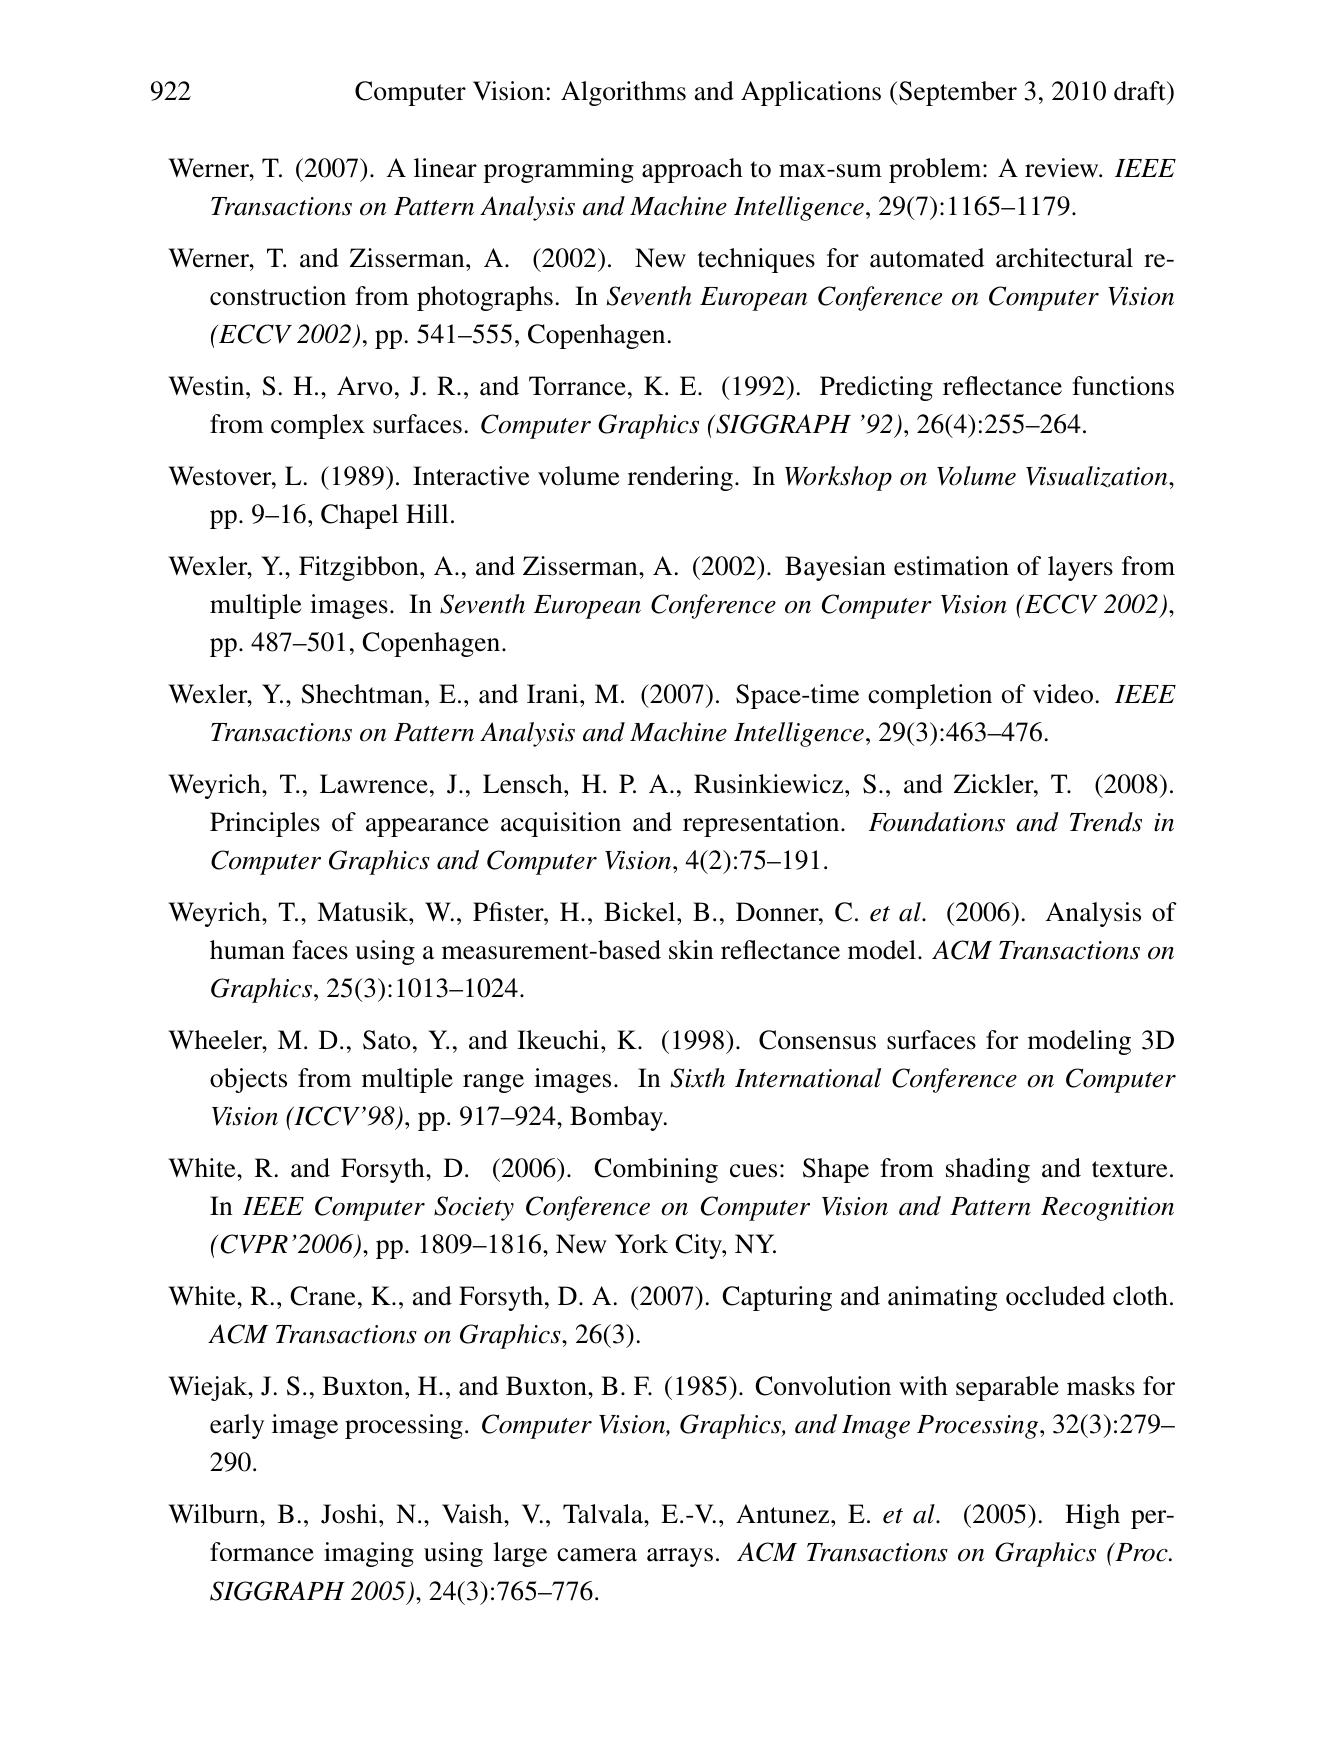 922 Computer Vision: Algorithms and Applications (September 3, 2010 draft)
Werner, T. (2007). A linear programming approach to max-sum problem: A review. IEEE
Transactions on Pattern Analysis and Machine Intelligence, 29(7):1165–1179.
Werner, T. and Zisserman, A. (2002). New techniques for automated architectural re-
construction from photographs. In Seventh European Conference on Computer Vision
(ECCV 2002), pp. 541–555, Copenhagen.
Westin, S. H., Arvo, J. R., and Torrance, K. E. (1992). Predicting reflectance functions
from complex surfaces. Computer Graphics (SIGGRAPH ’92), 26(4):255–264.
Westover, L. (1989). Interactive volume rendering. In Workshop on Volume Visualization,
pp. 9–16, Chapel Hill.
Wexler, Y., Fitzgibbon, A., and Zisserman, A. (2002). Bayesian estimation of layers from
multiple images. In Seventh European Conference on Computer Vision (ECCV 2002),
pp. 487–501, Copenhagen.
Wexler, Y., Shechtman, E., and Irani, M. (2007). Space-time completion of video. IEEE
Transactions on Pattern Analysis and Machine Intelligence, 29(3):463–476.
Weyrich, T., Lawrence, J., Lensch, H. P. A., Rusinkiewicz, S., and Zickler, T. (2008).
Principles of appearance acquisition and representation. Foundations and Trends in
Computer Graphics and Computer Vision, 4(2):75–191.
Weyrich, T., Matusik, W., Pfister, H., Bickel, B., Donner, C. et al. (2006). Analysis of
human faces using a measurement-based skin reflectance model. ACM Transactions on
Graphics, 25(3):1013–1024.
Wheeler, M. D., Sato, Y., and Ikeuchi, K. (1998). Consensus surfaces for modeling 3D
objects from multiple range images. In Sixth International Conference on Computer
Vision (ICCV’98), pp. 917–924, Bombay.
White, R. and Forsyth, D. (2006). Combining cues: Shape from shading and texture.
In IEEE Computer Society Conference on Computer Vision and Pattern Recognition
(CVPR’2006), pp. 1809–1816, New York City, NY.
White, R., Crane, K., and Forsyth, D. A. (2007). Capturing and animating occluded cloth.
ACM Transactions on Graphics, 26(3).
Wiejak, J. S., Buxton, H., and Buxton, B. F. (1985). Convolution with separable masks for
early image processing. Computer Vision, Graphics, and Image Processing, 32(3):279–
290.
Wilburn, B., Joshi, N., Vaish, V., Talvala, E.-V., Antunez, E. et al. (2005). High per-
formance imaging using large camera arrays. ACM Transactions on Graphics (Proc.
SIGGRAPH 2005), 24(3):765–776.